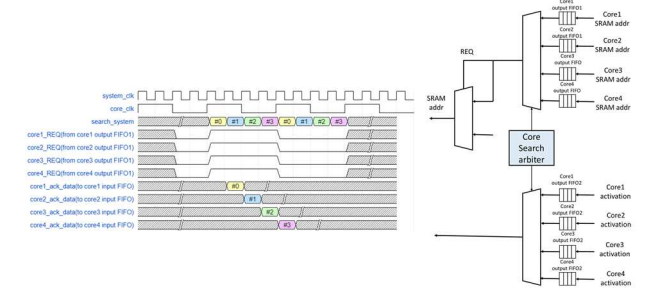 system_clk
core_clk
search_system
#0 #1 #2 #3 #0 #1 #2 #3
core1_REQ(from core1 output FIFO1)
core2_REQ(from core2 output FIFO1)
core3_REQ(from core3 output FIFO1)
core4_REQ(from core4 output FIFO1)
core1_ack_data(to core1 input FIFO)
#0
core2_ack_data(to core2 input FIFO)
#1
core3_ack_data(to core3 input FIFO)
#2
core4_ack_data(to core4 input FIFO)
#3
REQ
SRAM
addr
Core1
output FIFO1
Core1
SRAM addr
Core2
output FIFO1
Core2
SRAM addr
Core3
output FIFO
Core3
SRAM addr
Core4
output FIFO
Core4
SRAM addr
Core
Search
arbiter
Core1
output FIFO2
Core1
activation
Core2
output FIFO2
Core2
activation
Core3
output FIFO2
Core3
activation
Core4
output FIFO2
Core4
activation